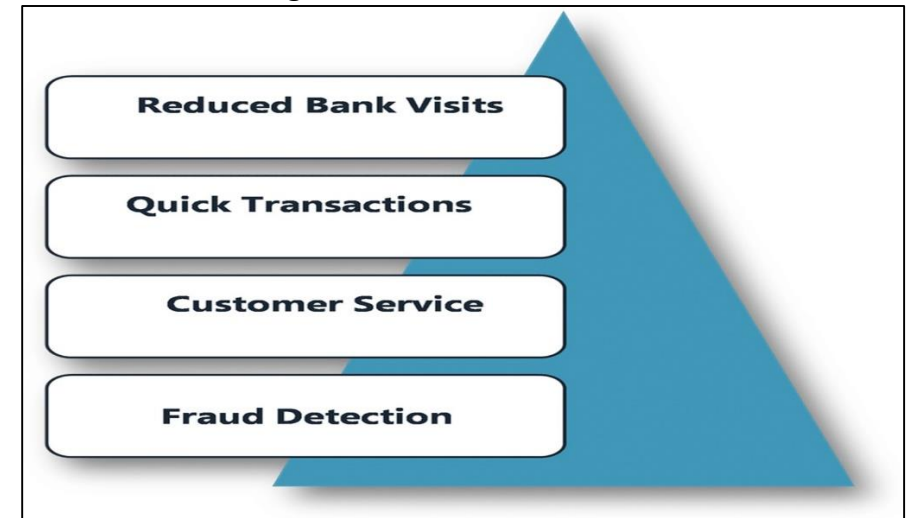 Reduced Bank Visits
Quick Transactions
Customer Service
Fraud Detection